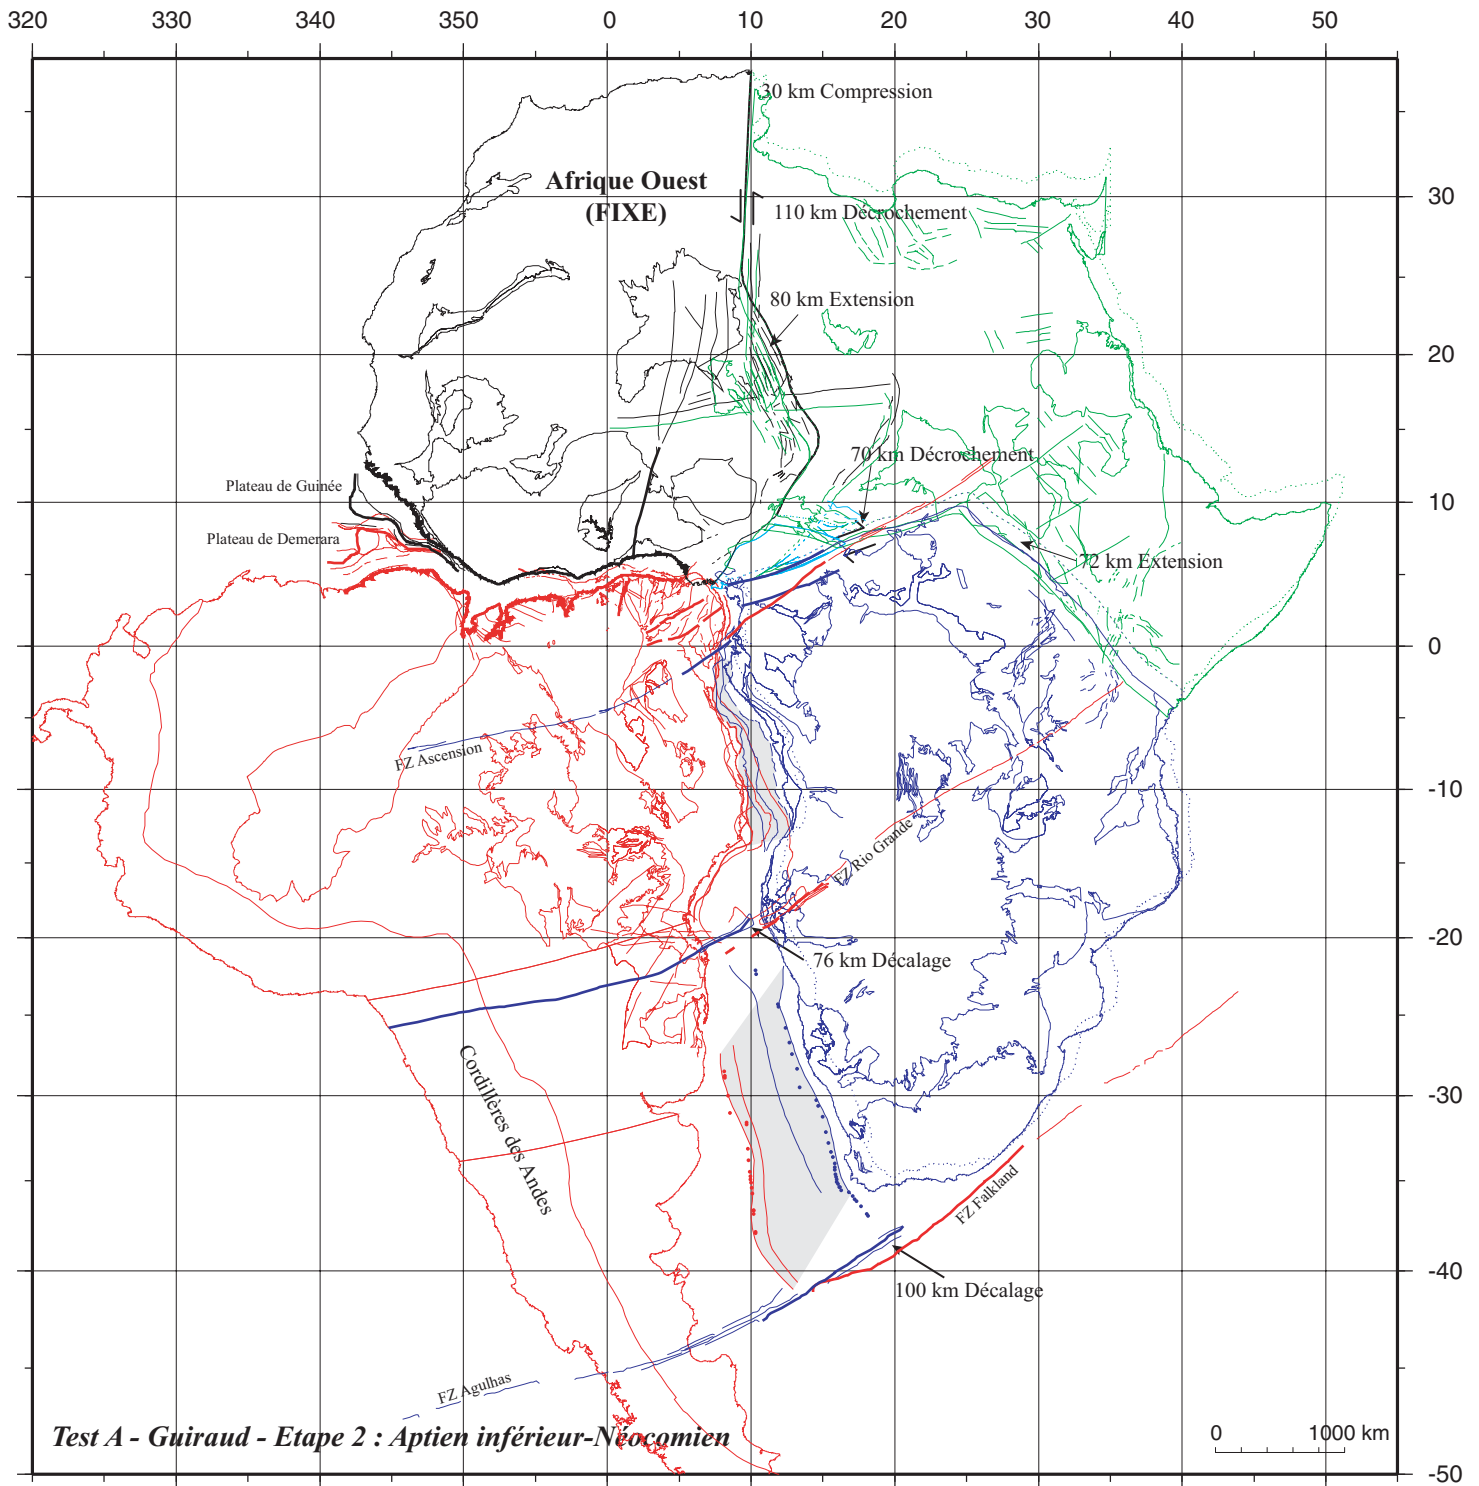 320 330 340 350 0 10 20 30 40 50
30 km Compression
Afrique Ouest
(FIXE)
30
110 km Décrochement
80 km Extension
20
70 km Décrochement
Plateau de Guinée
10
Plateau de Demerara
72 km Extension
0
FZ Ascension
-10
FZ Rio Grande
-20
76 km Décalage
Cordillères des Andes
-30
FZ Falkland
-40
100 km Décalage
FZ Agulhas
Test A - Guiraud - Etape 2 : Aptien inférieur-Néocomien
0 1000 km
-50